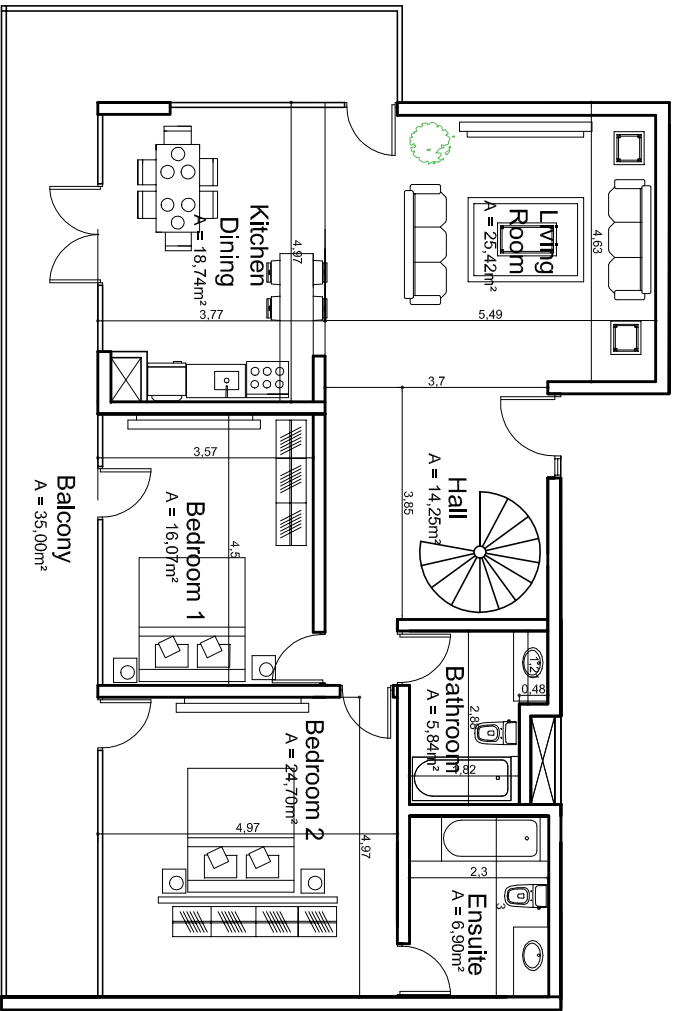 Living
Room
A = 25,42m²
4,63
5,49
Kitchen
Dining
A = 18,74m²
4,97
3,77
3,7
Hall
A = 14,25m²
3,85
3,57
Bedroom 1
A = 16,07m²
4,5
Balcony
A = 35,00m²
Bathroom
A = 5,84m²
1,2
0,48
2,88
1,82
Bedroom 2
A = 24,70m²
4,97
4,97
Ensuite
A = 6,90m²
2,3
3